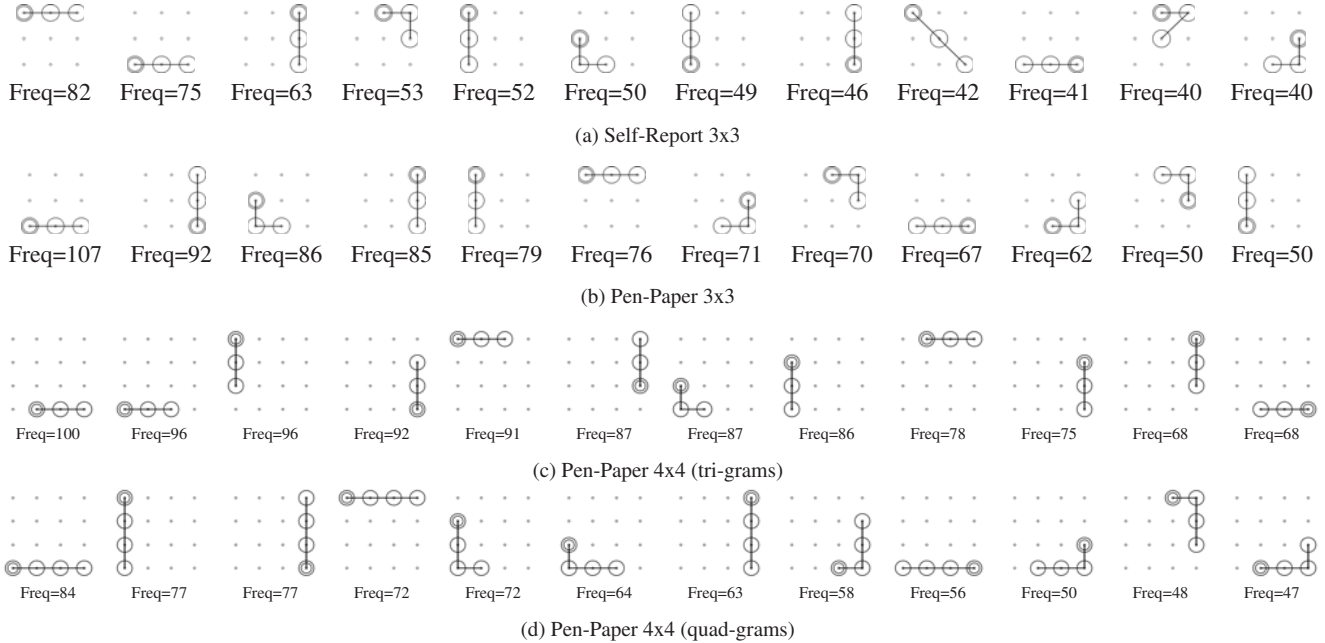 Freq=82 Freq=75 Freq=63 Freq=53 Freq=52 Freq=50 Freq=49 Freq=46 Freq=42 Freq=41 Freq=40 Freq=40
(a) Self-Report 3x3
Freq=107 Freq=92 Freq=86 Freq=85 Freq=79 Freq=76 Freq=71 Freq=70 Freq=67 Freq=62 Freq=50 Freq=50
(b) Pen-Paper 3x3
Freq=100 Freq=96 Freq=96 Freq=92 Freq=91 Freq=87 Freq=87 Freq=86 Freq=78 Freq=75 Freq=68 Freq=68
(c) Pen-Paper 4x4 (tri-grams)
Freq=84 Freq=77 Freq=77 Freq=72 Freq=72 Freq=64 Freq=63 Freq=58 Freq=56 Freq=50 Freq=48 Freq=47
(d) Pen-Paper 4x4 (quad-grams)